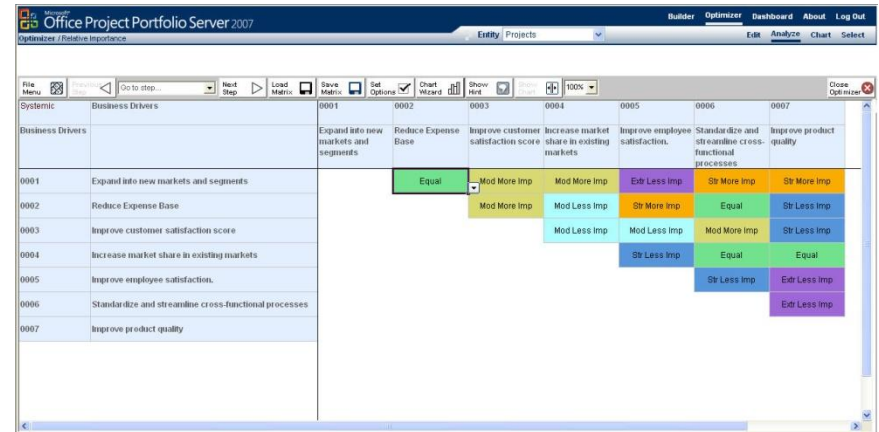 Microsoft
Office Project Portfolio Server 2007
Builder Optimizer Dashboard About Log Out
Optimizer / Relative Importance
Entity Projects
Edit Analyze Chart Select
File Menu
Go to step...
Next Step
Load Matrix
Save Matrix
Set Options
Chart Wizard
Show Hint
Show Chart
100%
Close Optimizer
Systemic Business Drivers 0001 0002 0003 0004 0005 0006 0007
Business Drivers Expand into new Reduce Expense Improve customer Increase market Improve employee Standardize and Improve product
markets and Base satisfaction score share in existing satisfaction. streamline cross- quality
segments markets functional
processes
0001 Expand into new markets and segments Equal Mod More Imp Mod More Imp Extr Less Imp Str More Imp Str More Imp
0002 Reduce Expense Base Mod More Imp Mod Less Imp Str More Imp Equal Str Less Imp
0003 Improve customer satisfaction score Mod Less Imp Mod Less Imp Mod More Imp Str Less Imp
0004 Increase market share in existing markets Str Less Imp Equal Equal
0005 Improve employee satisfaction. Str Less Imp Extr Less Imp
0006 Standardize and streamline cross-functional processes Extr Less Imp
0007 Improve product quality